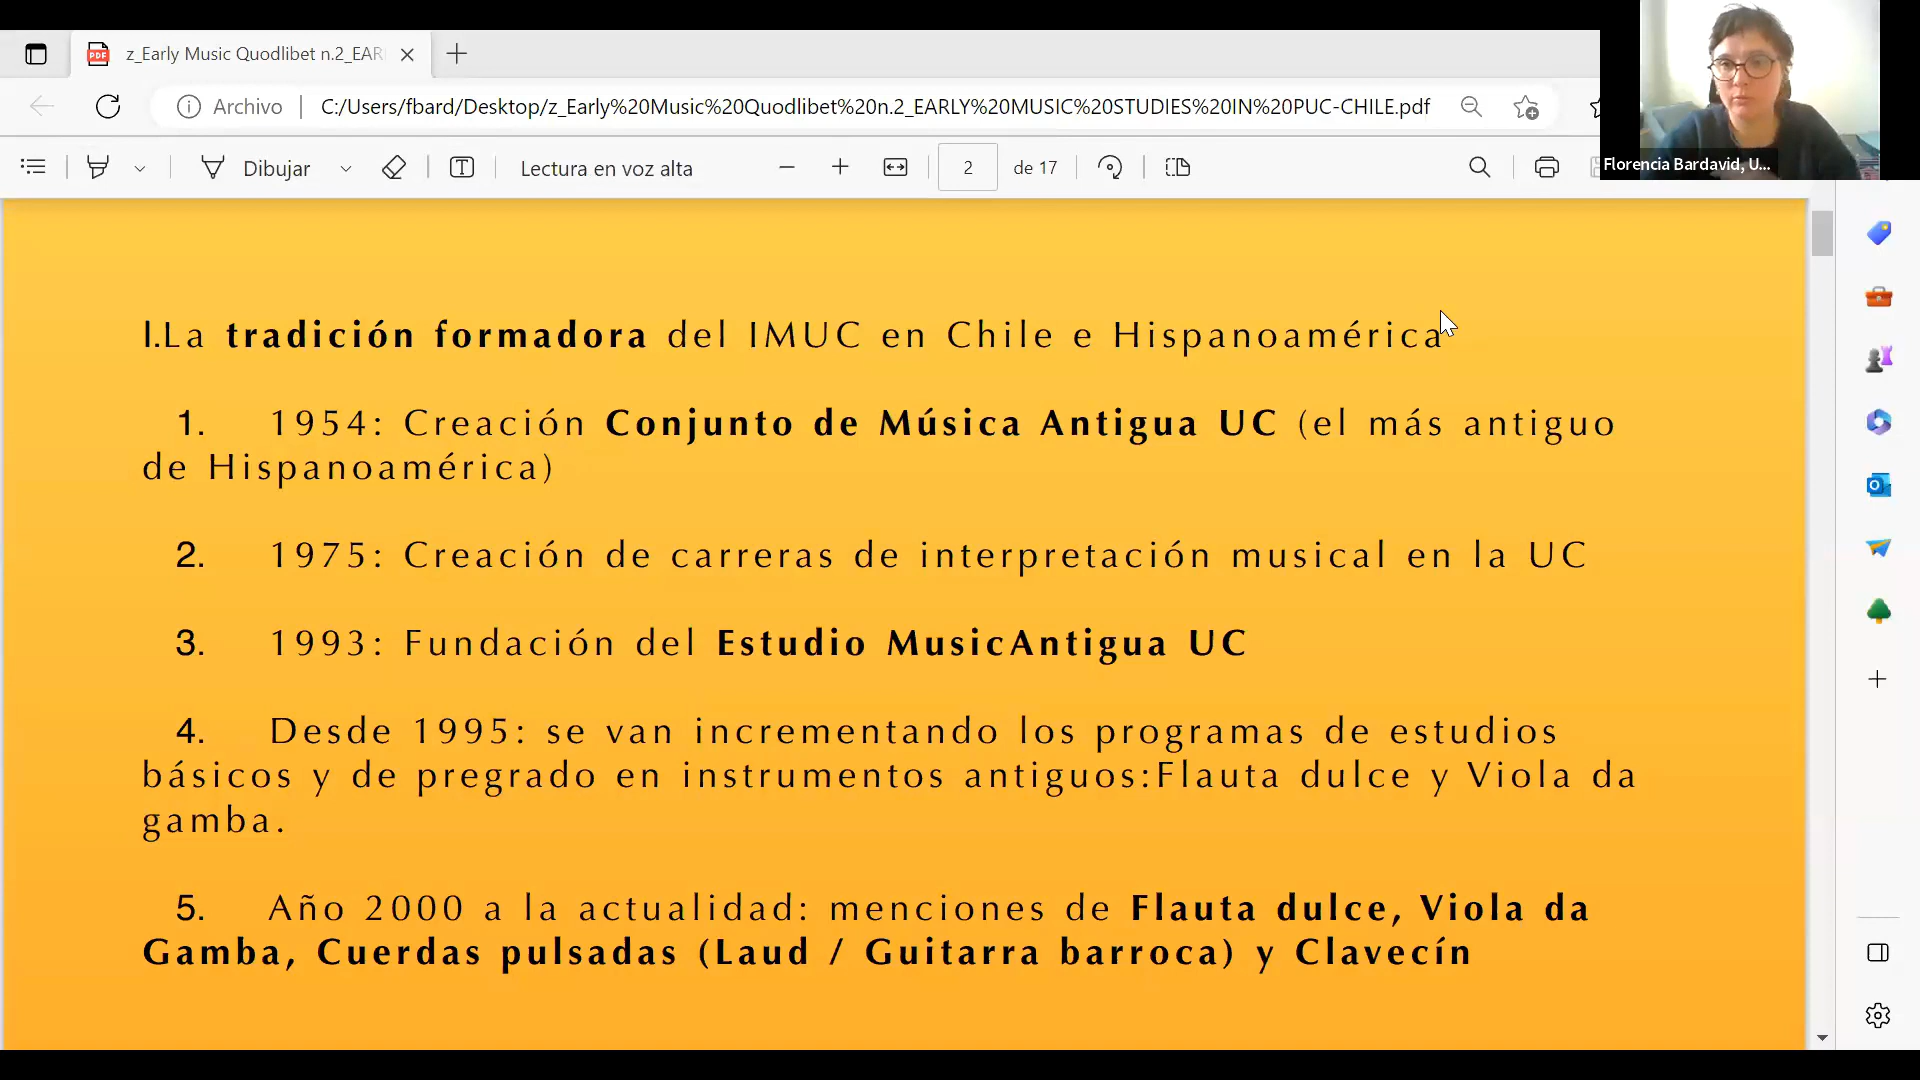 z_Early Music Quodlibet n.2_EAR
Archivo
C:/Users/fbard/Desktop/z_Early%20Music%20Quodlibet%20n.2_EARLY%20MUSIC%20STUDIES%20IN%20PUC-CHILE.pdf
Dibujar
Lectura en voz alta
2
de 17
Florencia Bardavid, U...
I.La tradición formadora del IMUC en Chile e Hispanoamérica
1. 1954: Creación Conjunto de Música Antigua UC (el más antiguo
de Hispanoamérica)
2. 1975: Creación de carreras de interpretación musical en la UC
3. 1993: Fundación del Estudio MusicAntigua UC
4. Desde 1995: se van incrementando los programas de estudios
básicos y de pregrado en instrumentos antiguos:Flauta dulce y Viola da
gamba.
5. Año 2000 a la actualidad: menciones de Flauta dulce, Viola da
Gamba, Cuerdas pulsadas (Laud / Guitarra barroca) y Clavecín